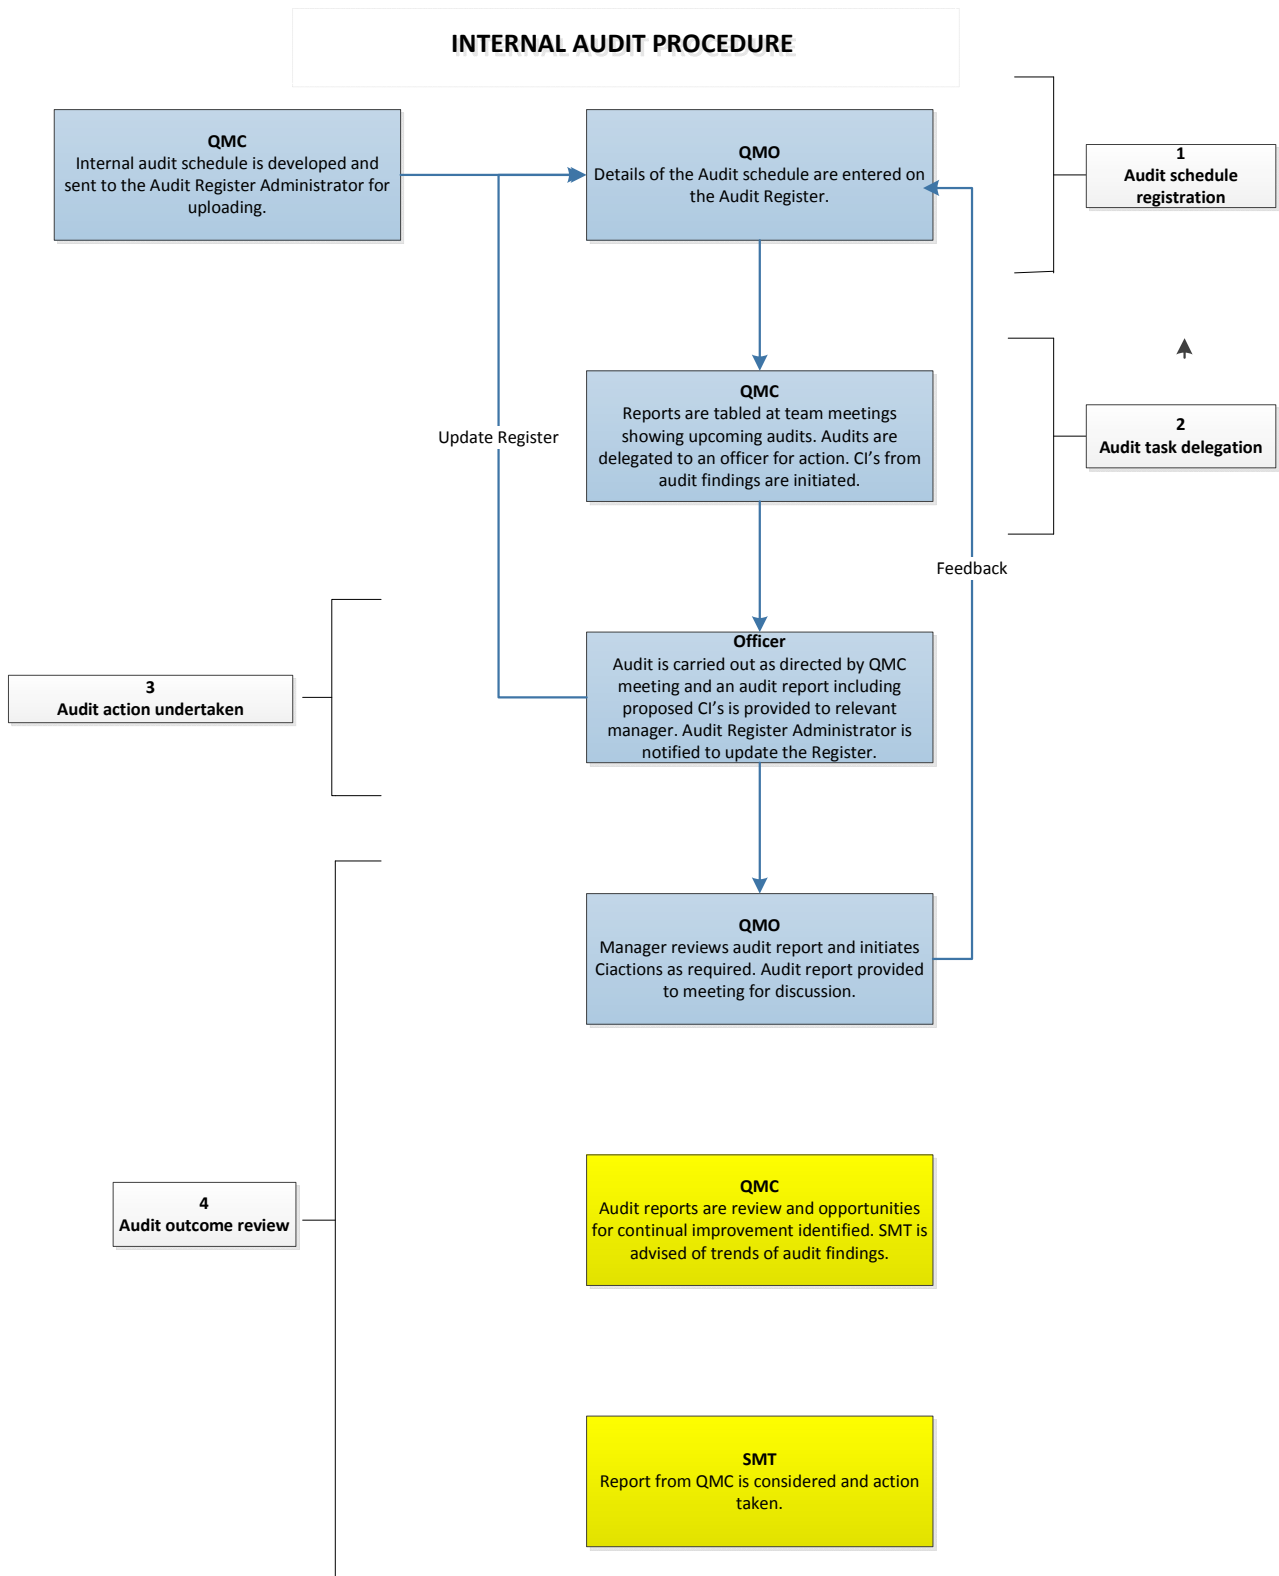 INTERNAL AUDIT PROCEDURE
QMC
Internal audit schedule is developed and
sent to the Audit Register Administrator for
uploading.
QMO
Details of the Audit schedule are entered on
the Audit Register.
1
Audit schedule
registration
QMC
Reports are tabled at team meetings
showing upcoming audits. Audits are
delegated to an officer for action. CI's from
audit findings are initiated.
Update Register
2
Audit task delegation
Feedback
Officer
Audit is carried out as directed by QMC
meeting and an audit report including
proposed CI's is provided to relevant
manager. Audit Register Administrator is
notified to update the Register.
3
Audit action undertaken
QMO
Manager reviews audit report and initiates
Ciactions as required. Audit report provided
to meeting for discussion.
4
Audit outcome review
QMC
Audit reports are review and opportunities
for continual improvement identified. SMT is
advised of trends of audit findings.
SMT
Report from QMC is considered and action
taken.